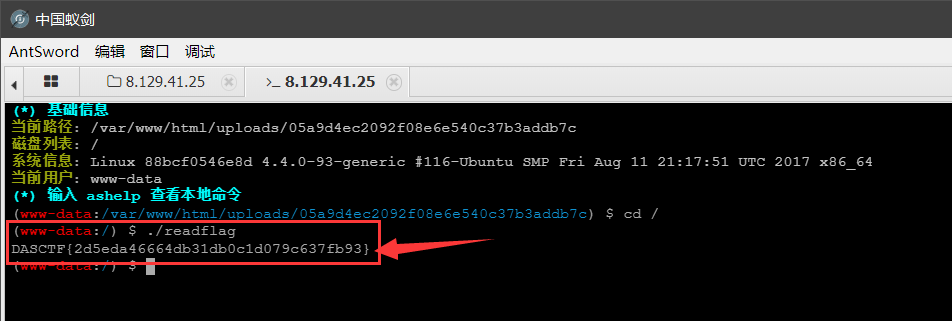 中国蚁剑
AntSword 编辑 窗口 调试
8.129.41.25 8.129.41.25
(*) 基础信息
当前路径: /var/www/html/uploads/05a9d4ec2092f08e6e540c37b3addb7c
磁盘列表: /
系统信息: Linux 88bcf0546e8d 4.4.0-93-generic #116-Ubuntu SMP Fri Aug 11 21:17:51 UTC 2017 x86_64
当前用户: www-data
(*) 输入 ashelp 查看本地命令
(www-data:/var/www/html/uploads/05a9d4ec2092f08e6e540c37b3addb7c) $ cd /
(www-data:/) $ ./readflag
DASCTF{2d5eda46664db31db0c1d079c637fb93}
(www-data:/) $